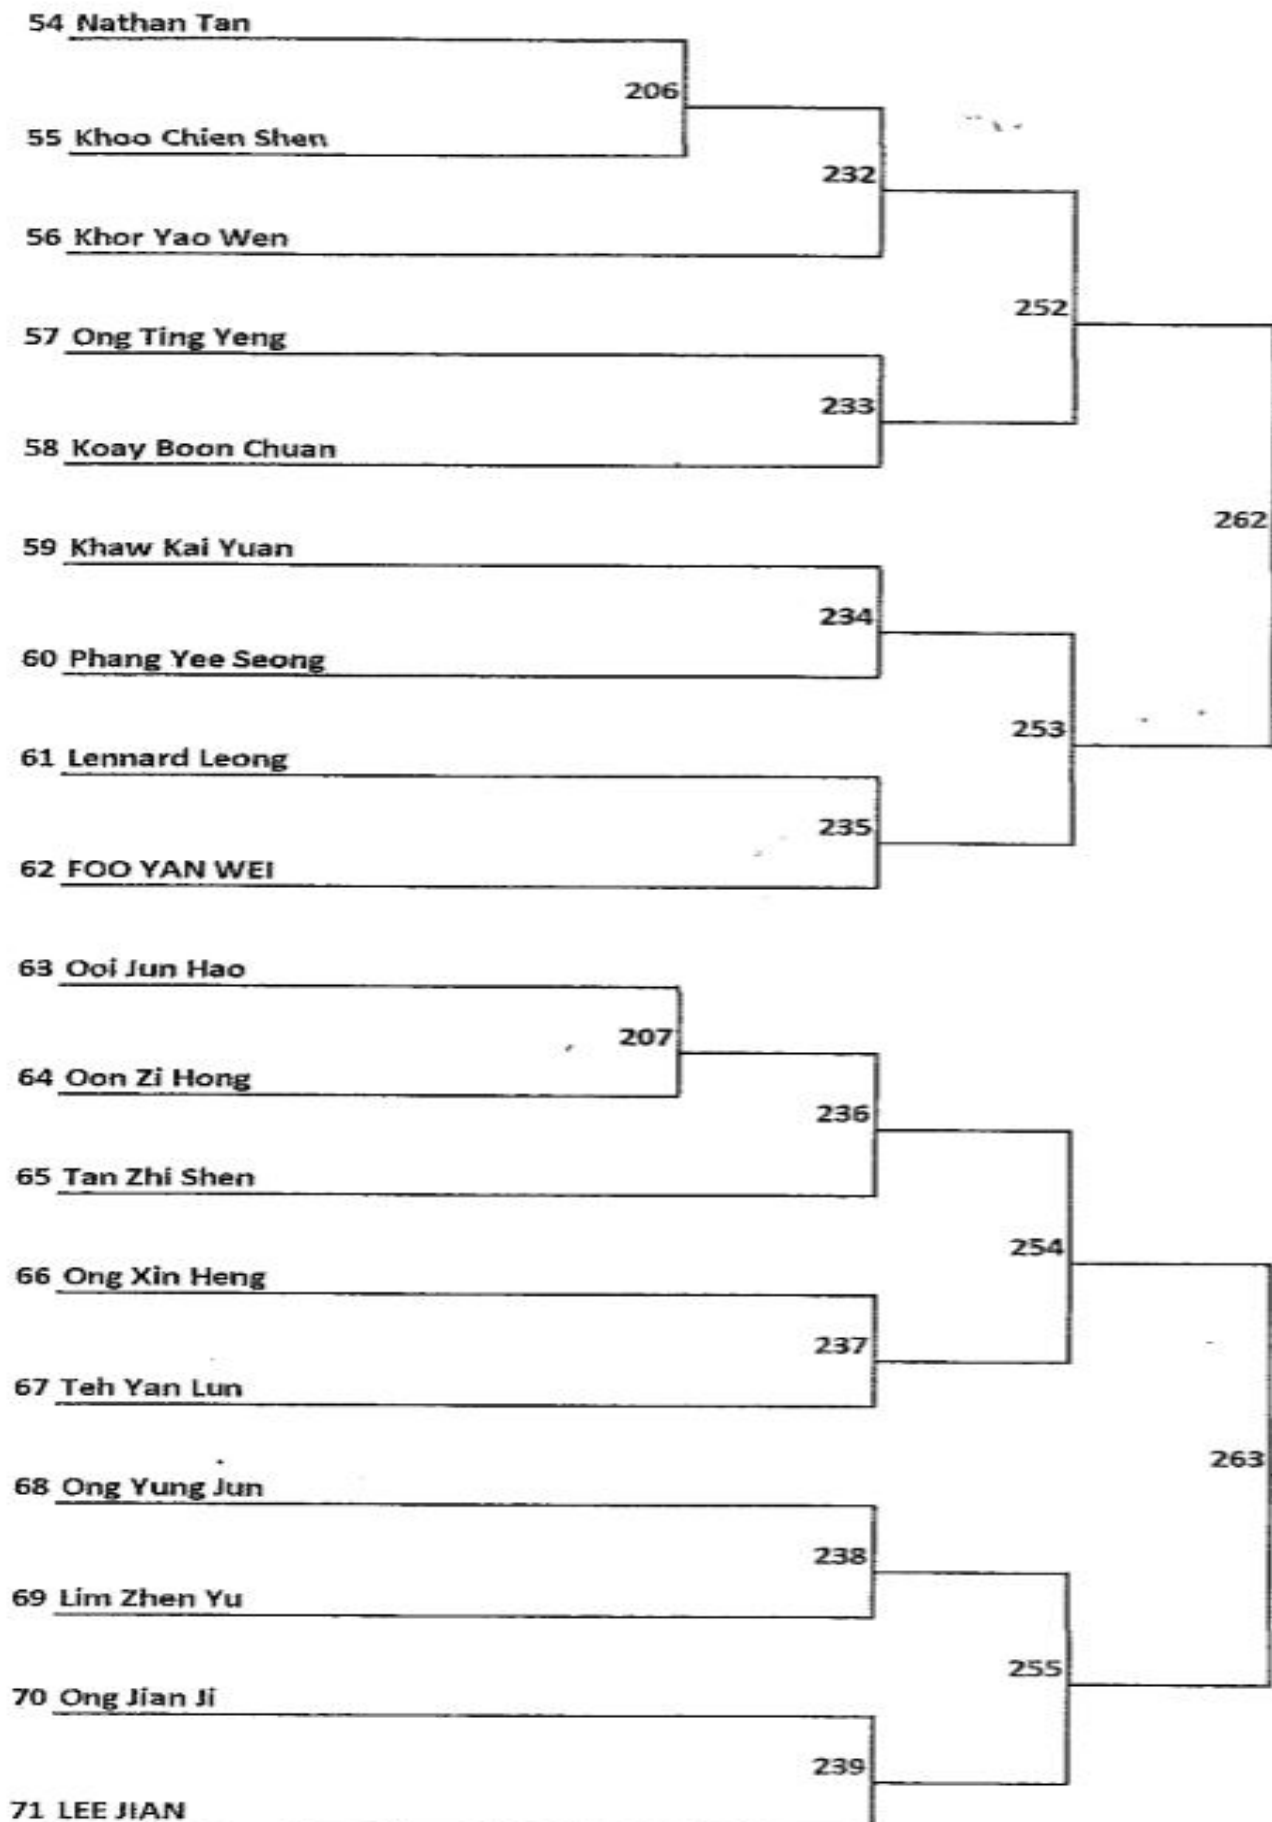 54 Nathan Tan
206
55 Khoo Chien Shen
232
56 Khor Yao Wen
252
57 Ong Ting Yeng
233
58 Koay Boon Chuan
262
59 Khaw Kai Yuan
234
60 Phang Yee Seong
253
61 Lennard Leong
235
62 FOO YAN WEI
63 Ooi Jun Hao
207
64 Oon Zi Hong
236
65 Tan Zhi Shen
254
66 Ong Xin Heng
237
67 Teh Yan Lun
263
68 Ong Yung Jun
238
69 Lim Zhen Yu
255
70 Ong Jian Ji
239
71 LEE JIAN